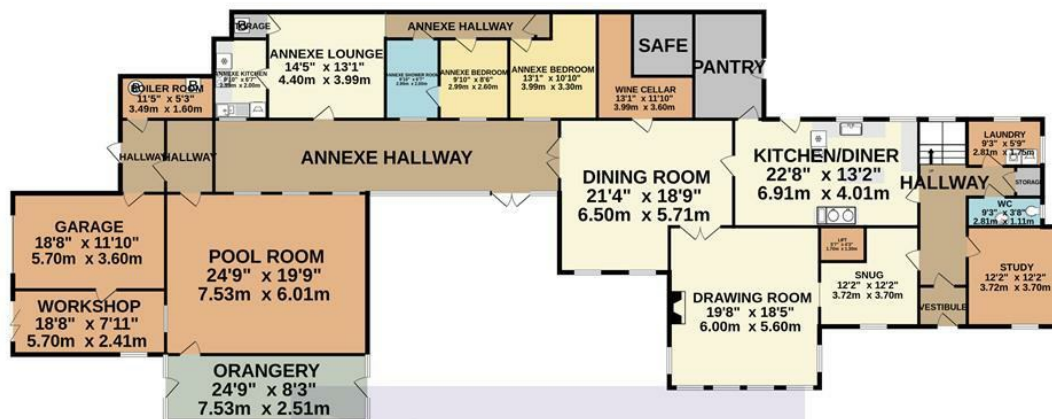 STORAGE
B
ANNEXE HALLWAY
SAFE
PANTRY
ANNEXE LOUNGE
14'5" x 13'1"
4.40m x 3.99m
ANNEXE KITCHEN
ANNEXE SHOWER ROOM
ANNEXE BEDROOM
9'10" x 8'6"
2.99m x 2.60m
ANNEXE BEDROOM
13'1" x 10'10"
3.99m x 3.30m
WINE CELLAR
13'1" x 11'10"
3.99m x 3.60m
B
BOILER ROOM
11'5" x 5'3"
3.49m x 1.60m
HALLWAY
HALLWAY
ANNEXE HALLWAY
DINING ROOM
21'4" x 18'9"
6.50m x 5.71m
KITCHEN/DINER
22'8" x 13'2"
6.91m x 4.01m
HALLWAY
LAUNDRY
9'3" x 5'9"
2.81m x 1.75m
STORAGE
WC
9'3" x 3'8"
2.81m x 1.11m
GARAGE
18'8" x 11'10"
5.70m x 3.60m
POOL ROOM
24'9" x 19'9"
7.53m x 6.01m
WORKSHOP
18'8" x 7'11"
5.70m x 2.41m
ORANGERY
24'9" x 8'3"
7.53m x 2.51m
DRAWING ROOM
19'8" x 18'5"
6.00m x 5.60m
LIFT
SNUG
12'2" x 12'2"
3.72m x 3.70m
VESTIBULE
STUDY
12'2" x 12'2"
3.72m x 3.70m